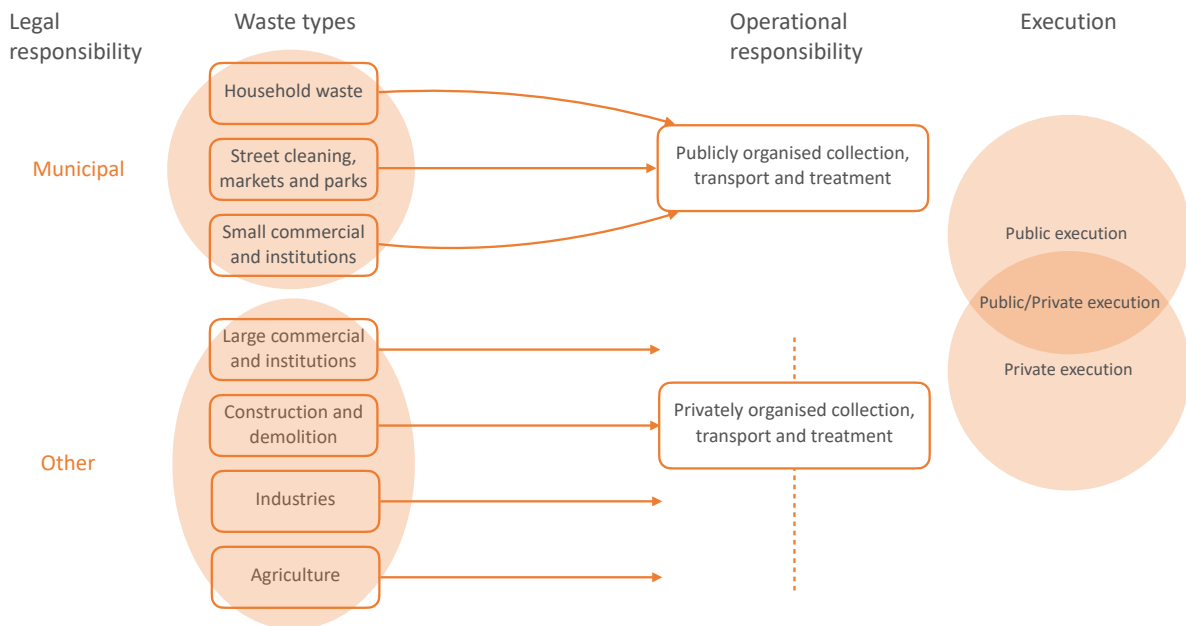 Legal
responsibility
Waste types
Operational
responsibility
Execution
Municipal
Household waste
Street cleaning,
markets and parks
Small commercial
and institutions
Publicly organised collection,
transport and treatment
Public execution
Public/Private execution
Private execution
Other
Large commercial
and institutions
Construction and
demolition
Industries
Agriculture
Privately organised collection,
transport and treatment